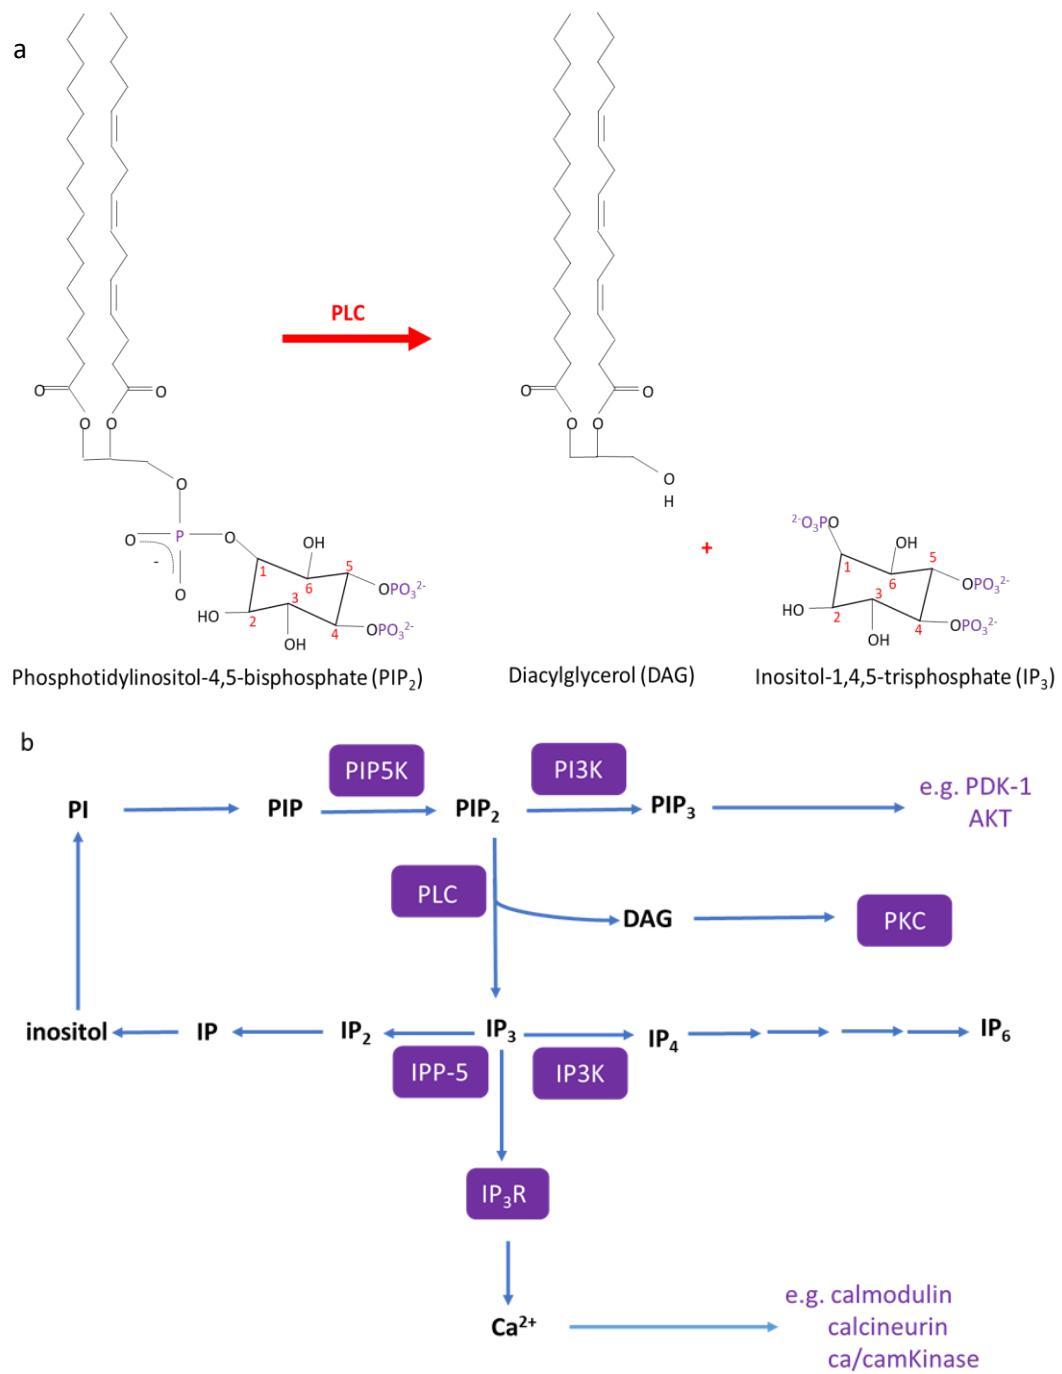 a
PLC
O
O
O
O
O
O
O
O
O
H
O
P
O
O
-
O
1
2
3
4
5
6
OH
HO
OH
OPO₃²⁻
OPO₃²⁻
+
²⁻O₃PO
1
2
3
4
5
6
OH
HO
OH
OPO₃²⁻
OPO₃²⁻
Phosphotidylinositol-4,5-bisphosphate (PIP₂)
Diacylglycerol (DAG)
Inositol-1,4,5-trisphosphate (IP₃)
b
PIP5K
PI3K
PI
PIP
PIP₂
PIP₃
e.g. PDK-1
AKT
PLC
DAG
PKC
inositol
IP
IP₂
IP₃
IP₄
IP₆
IPP-5
IP3K
IP₃R
Ca²⁺
e.g. calmodulin
calcineurin
ca/camKinase